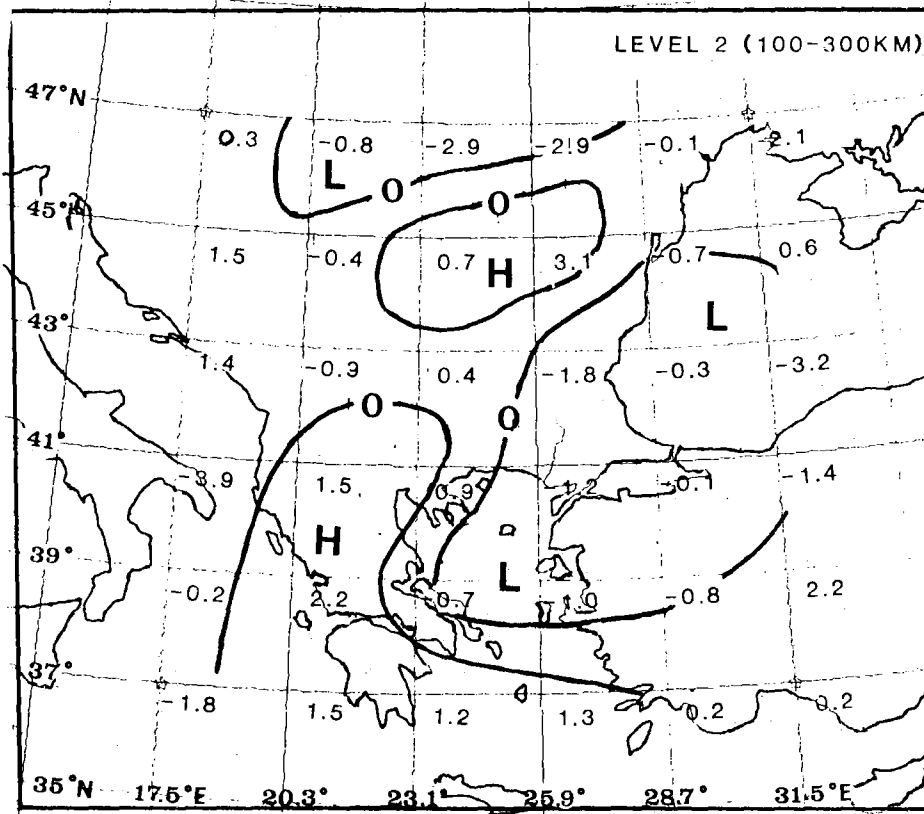 LEVEL 2 (100-300KM)
47°N
0.3 -0.8 -2.9 -2.9 -0.1 -2.1
L
0 0
45°
1.5 -0.4 0.7 H 3.1 -0.7 0.6
L
43°
1.4 -0.9 0.4 -1.8 -0.3 -3.2
0 0
41°
-3.9 1.5 0.9 1.2 -0.1 -1.4
H
39°
L
-0.2 2.2 -0.7 -1.0 -0.8 2.2
37°
-1.8 1.5 1.2 1.3 0.2 0.2
35°N 17.5°E 20.3° 23.1° 25.9° 28.7° 31.5°E